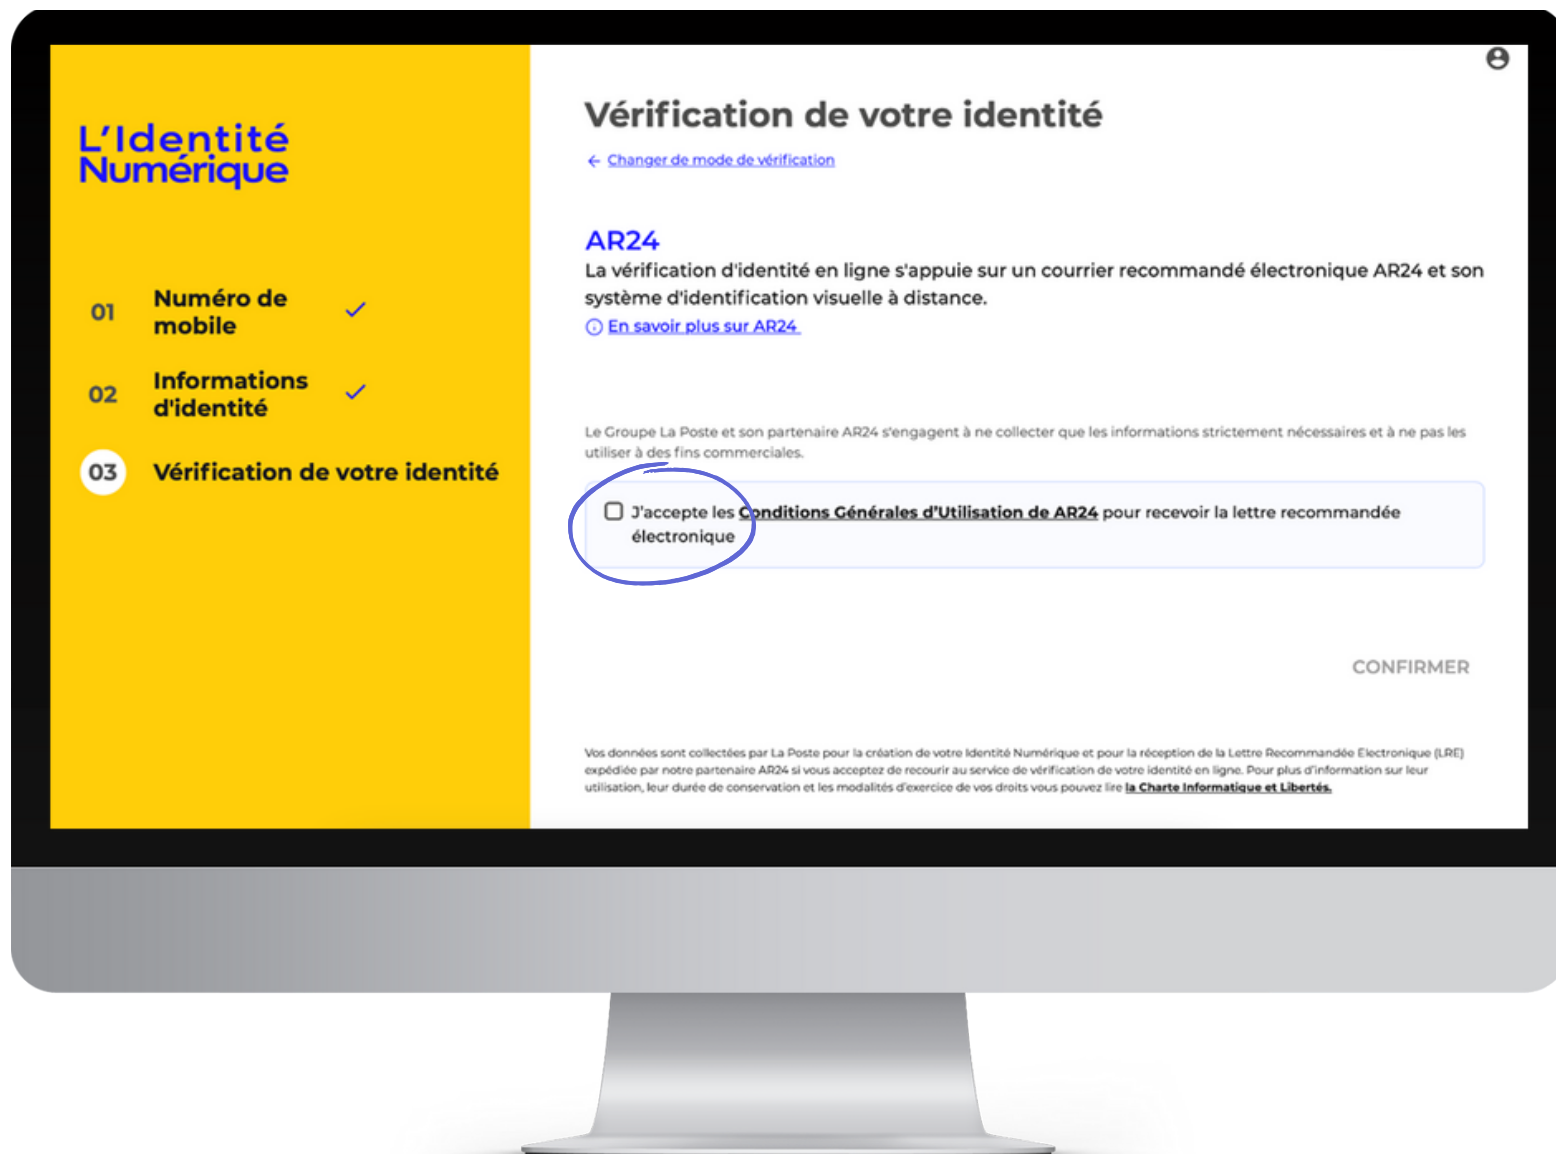 L'Identité
Numérique
01
Numéro de
mobile
02
Informations
d'identité
03
Vérification de votre identité
Vérification de votre identité
Changer de mode de vérification
AR24
La vérification d'identité en ligne s'appuie sur un courrier recommandé électronique AR24 et son
système d'identification visuelle à distance.
En savoir plus sur AR24
Le Groupe La Poste et son partenaire AR24 s'engagent à ne collecter que les informations strictement nécessaires et à ne pas les
utiliser à des fins commerciales.
J'accepte les Conditions Générales d'Utilisation de AR24 pour recevoir la lettre recommandée
électronique
CONFIRMER
Vos données sont collectées par La Poste pour la création de votre Identité Numérique et pour la réception de la Lettre Recommandée Electronique (LRE)
expédiée par notre partenaire AR24 si vous acceptez de recourir au service de vérification de votre identité en ligne. Pour plus d'information sur leur
utilisation, leur durée de conservation et les modalités d'exercice de vos droits vous pouvez lire la Charte Informatique et Libertés.